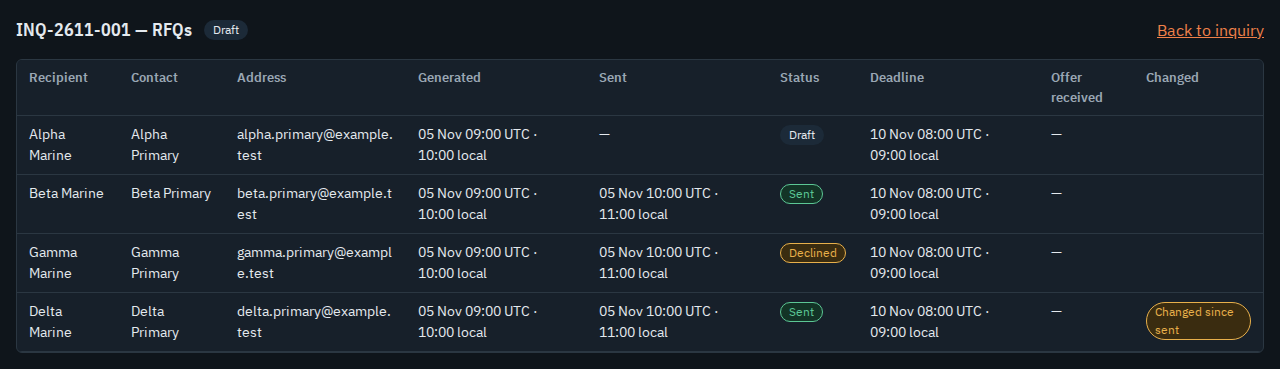 INQ-2611-001 — RFQs Draft Back to inquiry
Recipient Contact Address Generated Sent Status Deadline Offer received Changed
Alpha Marine Alpha Primary alpha.primary@example.test 05 Nov 09:00 UTC · 10:00 local — Draft 10 Nov 08:00 UTC · 09:00 local —
Beta Marine Beta Primary beta.primary@example.test 05 Nov 09:00 UTC · 10:00 local 05 Nov 10:00 UTC · 11:00 local Sent 10 Nov 08:00 UTC · 09:00 local —
Gamma Marine Gamma Primary gamma.primary@example.test 05 Nov 09:00 UTC · 10:00 local 05 Nov 10:00 UTC · 11:00 local Declined 10 Nov 08:00 UTC · 09:00 local —
Delta Marine Delta Primary delta.primary@example.test 05 Nov 09:00 UTC · 10:00 local 05 Nov 10:00 UTC · 11:00 local Sent 10 Nov 08:00 UTC · 09:00 local — Changed since sent